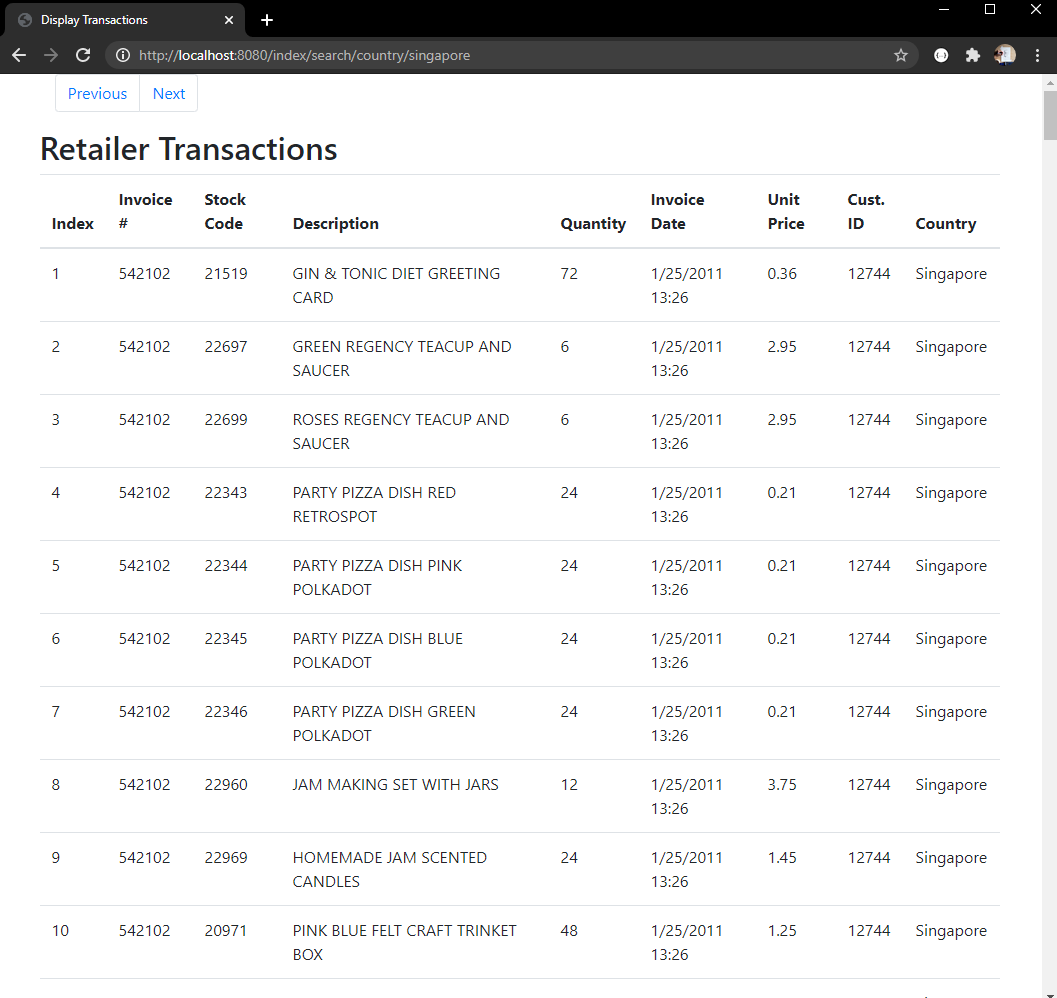 Display Transactions
http://localhost:8080/index/search/country/singapore
Previous Next
Retailer Transactions
Invoice Stock Invoice Unit Cust.
Index # Code Description Quantity Date Price ID Country
1 542102 21519 GIN & TONIC DIET GREETING 72 1/25/2011 0.36 12744 Singapore
CARD 13:26
2 542102 22697 GREEN REGENCY TEACUP AND 6 1/25/2011 2.95 12744 Singapore
SAUCER 13:26
3 542102 22699 ROSES REGENCY TEACUP AND 6 1/25/2011 2.95 12744 Singapore
SAUCER 13:26
4 542102 22343 PARTY PIZZA DISH RED 24 1/25/2011 0.21 12744 Singapore
RETROSPOT 13:26
5 542102 22344 PARTY PIZZA DISH PINK 24 1/25/2011 0.21 12744 Singapore
POLKADOT 13:26
6 542102 22345 PARTY PIZZA DISH BLUE 24 1/25/2011 0.21 12744 Singapore
POLKADOT 13:26
7 542102 22346 PARTY PIZZA DISH GREEN 24 1/25/2011 0.21 12744 Singapore
POLKADOT 13:26
8 542102 22960 JAM MAKING SET WITH JARS 12 1/25/2011 3.75 12744 Singapore
13:26
9 542102 22969 HOMEMADE JAM SCENTED 24 1/25/2011 1.45 12744 Singapore
CANDLES 13:26
10 542102 20971 PINK BLUE FELT CRAFT TRINKET 48 1/25/2011 1.25 12744 Singapore
BOX 13:26